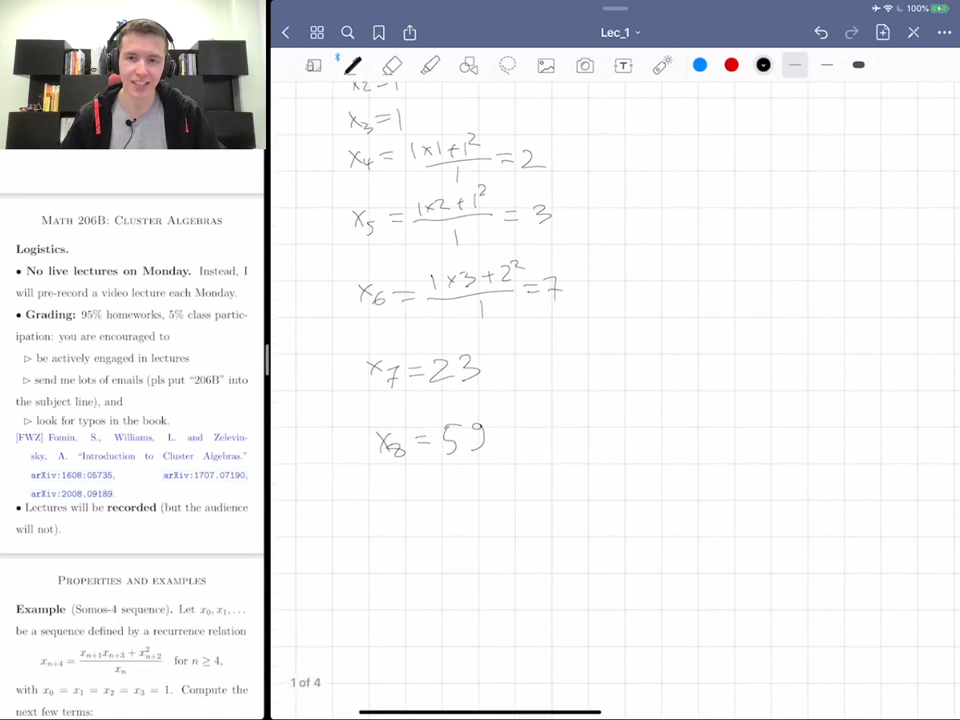 100%
Lec_1
MATH 206B: CLUSTER ALGEBRAS
Logistics.
• No live lectures on Monday. Instead, I
will pre-record a video lecture each Monday.
• Grading: 95% homeworks, 5% class partic-
ipation: you are encouraged to
▷ be actively engaged in lectures
▷ send me lots of emails (pls put “206B” into
the subject line), and
▷ look for typos in the book.
[FWZ] Fomin, S., Williams, L. and Zelevin-
sky, A. “Introduction to Cluster Algebras.”
arXiv:1608:05735, arXiv:1707.07190,
arXiv:2008.09189.
• Lectures will be recorded (but the audience
will not).
PROPERTIES AND EXAMPLES
Example (Somos-4 sequence). Let x₀, x₁, . . .
be a sequence defined by a recurrence relation
xₙ₊₄ = (xₙ₊₁xₙ₊₃ + x²ₙ₊₂)/xₙ for n ≥ 4,
with x₀ = x₁ = x₂ = x₃ = 1. Compute the
next few terms:
x₂=1
x₃=1
x₄ = (1×1+1²)/1 = 2
x₅ = (1×2+1²)/1 = 3
x₆ = (1×3+2²)/1 = 7
x₇=23
x₈ = 59
1 of 4